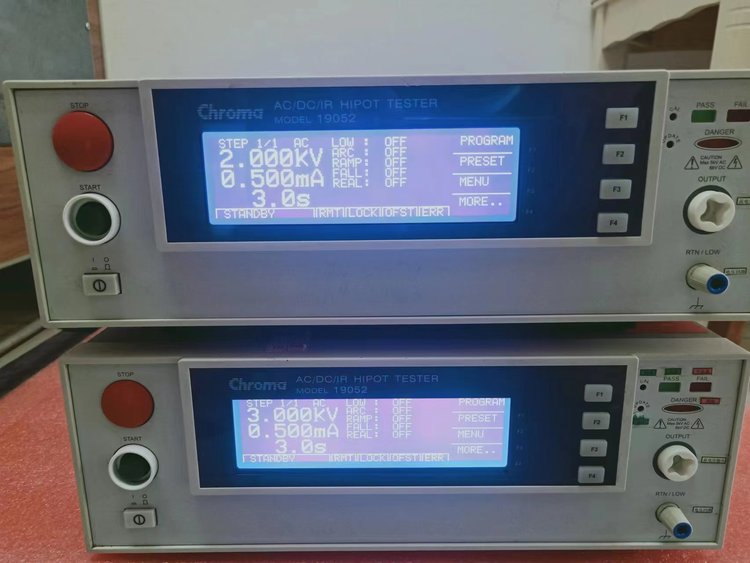 STOP
START
I O
Chroma
AC/DC/IR HIPOT TESTER
MODEL 19052
STEP 1/1 AC LOW : OFF
2.000kV ARC : OFF
0.500mA RAMP: OFF
FALL: OFF
3.0s REAL: OFF
STANDBY RMT LOCK OFST ERR
PROGRAM
PRESET
MENU
MORE..
F1
F2
F3
F4
PASS FAIL
DANGER
CAUTION
OUTPUT
RTN / LOW
STOP
START
I O
Chroma
AC/DC/IR HIPOT TESTER
MODEL 19052
STEP 1/1 AC LOW : OFF
3.000kV ARC : OFF
0.500mA RAMP: OFF
FALL: OFF
3.0s REAL: OFF
STANDBY RMT LOCK OFST ERR
PROGRAM
PRESET
MENU
MORE..
F1
F2
F3
F4
PASS FAIL
DANGER
CAUTION
OUTPUT
RTN / LOW